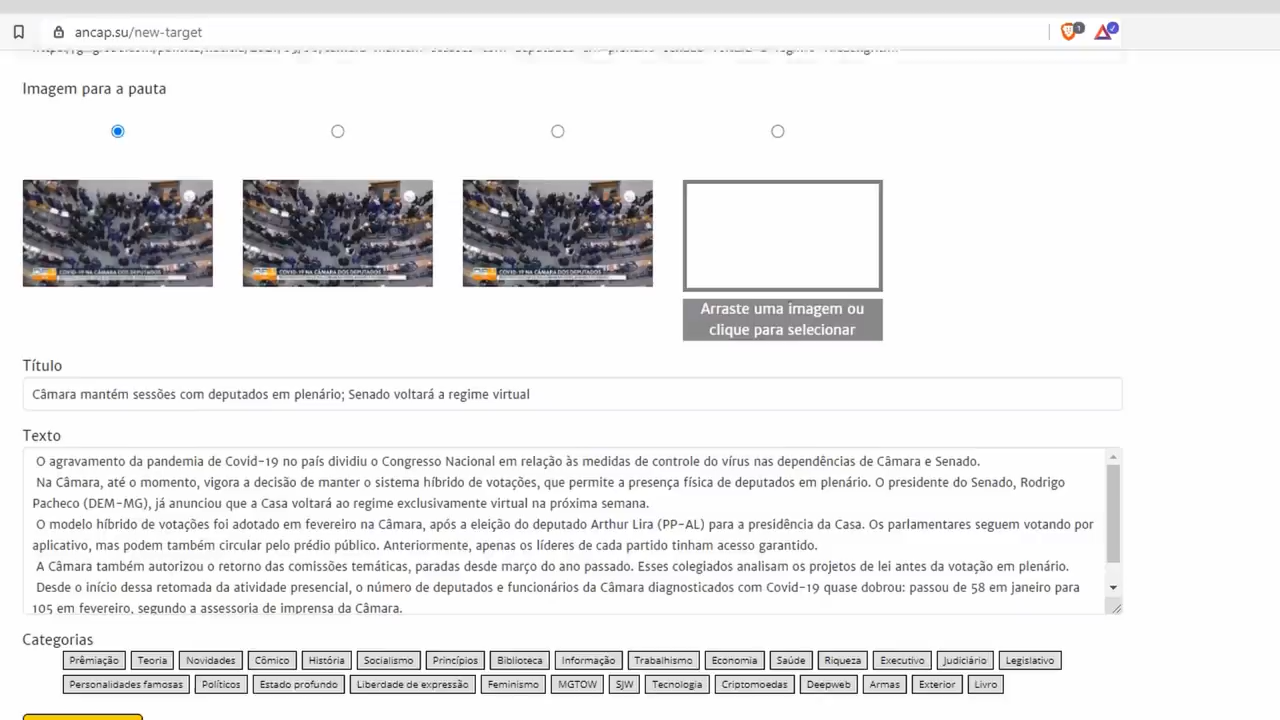 ancap.su/new-target
Imagem para a pauta
COVID-19 NA CÂMARA DOS DEPUTADOS
COVID-19 NA CÂMARA DOS DEPUTADOS
COVID-19 NA CÂMARA DOS DEPUTADOS
Arraste uma imagem ou
clique para selecionar
Título
Câmara mantém sessões com deputados em plenário; Senado voltará a regime virtual
Texto
O agravamento da pandemia de Covid-19 no país dividiu o Congresso Nacional em relação às medidas de controle do vírus nas dependências de Câmara e Senado.
Na Câmara, até o momento, vigora a decisão de manter o sistema híbrido de votações, que permite a presença física de deputados em plenário. O presidente do Senado, Rodrigo
Pacheco (DEM-MG), já anunciou que a Casa voltará ao regime exclusivamente virtual na próxima semana.
O modelo híbrido de votações foi adotado em fevereiro na Câmara, após a eleição do deputado Arthur Lira (PP-AL) para a presidência da Casa. Os parlamentares seguem votando por
aplicativo, mas podem também circular pelo prédio público. Anteriormente, apenas os líderes de cada partido tinham acesso garantido.
A Câmara também autorizou o retorno das comissões temáticas, paradas desde março do ano passado. Esses colegiados analisam os projetos de lei antes da votação em plenário.
Desde o início dessa retomada da atividade presencial, o número de deputados e funcionários da Câmara diagnosticados com Covid-19 quase dobrou: passou de 58 em janeiro para
105 em fevereiro, segundo a assessoria de imprensa da Câmara.
Categorias
Prêmiação Teoria Novidades Cômico História Socialismo Princípios Biblioteca Informação Trabalhismo Economia Saúde Riqueza Executivo Judiciário Legislativo
Personalidades famosas Políticos Estado profundo Liberdade de expressão Feminismo MGTOW SJW Tecnologia Criptomoedas Deepweb Armas Exterior Livro